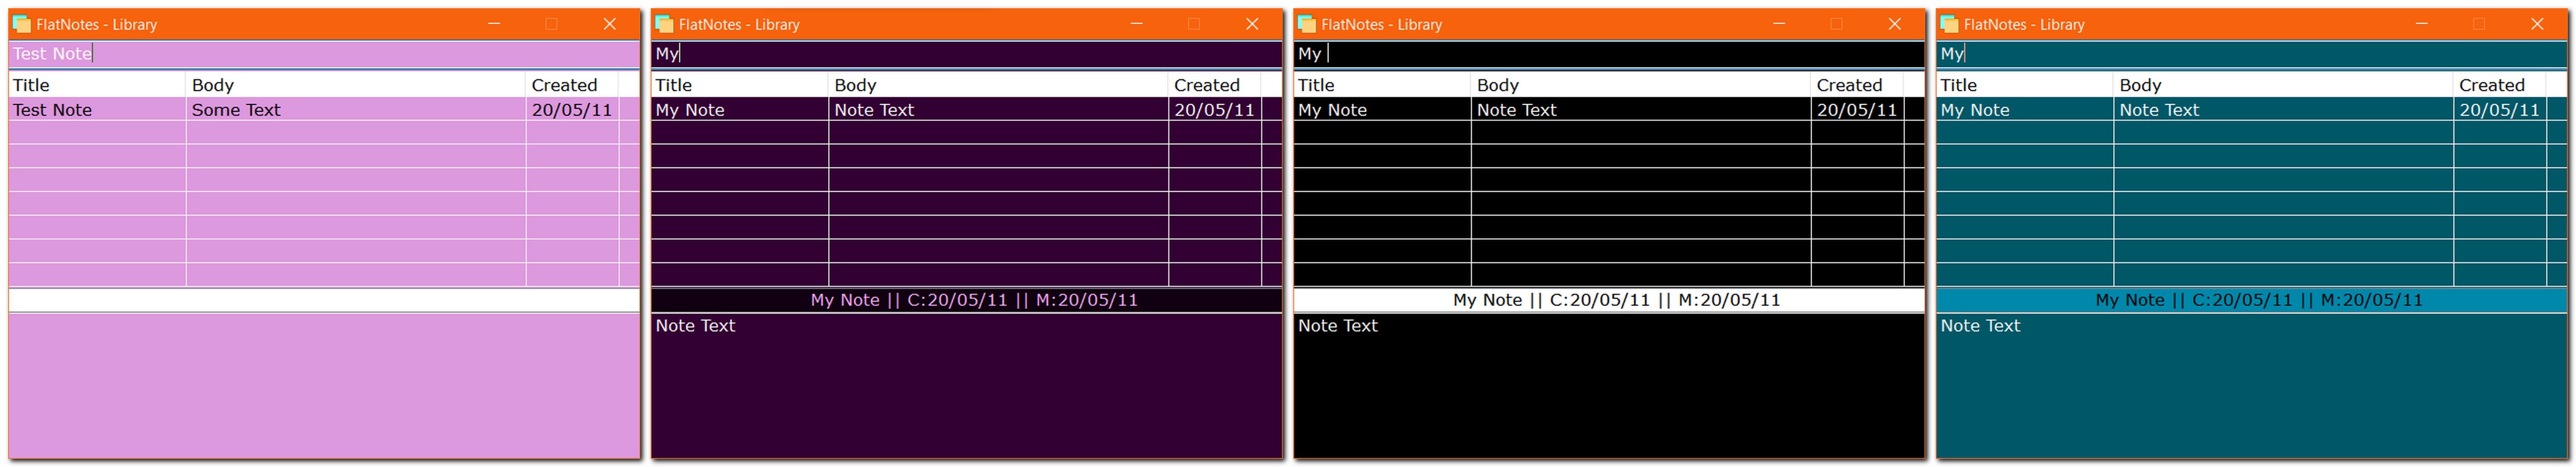 FlatNotes - Library
Test Note
Title Body Created
Test Note Some Text 20/05/11
FlatNotes - Library
My
Title Body Created
My Note Note Text 20/05/11
My Note || C:20/05/11 || M:20/05/11
Note Text
FlatNotes - Library
My
Title Body Created
My Note Note Text 20/05/11
My Note || C:20/05/11 || M:20/05/11
Note Text
FlatNotes - Library
My
Title Body Created
My Note Note Text 20/05/11
My Note || C:20/05/11 || M:20/05/11
Note Text